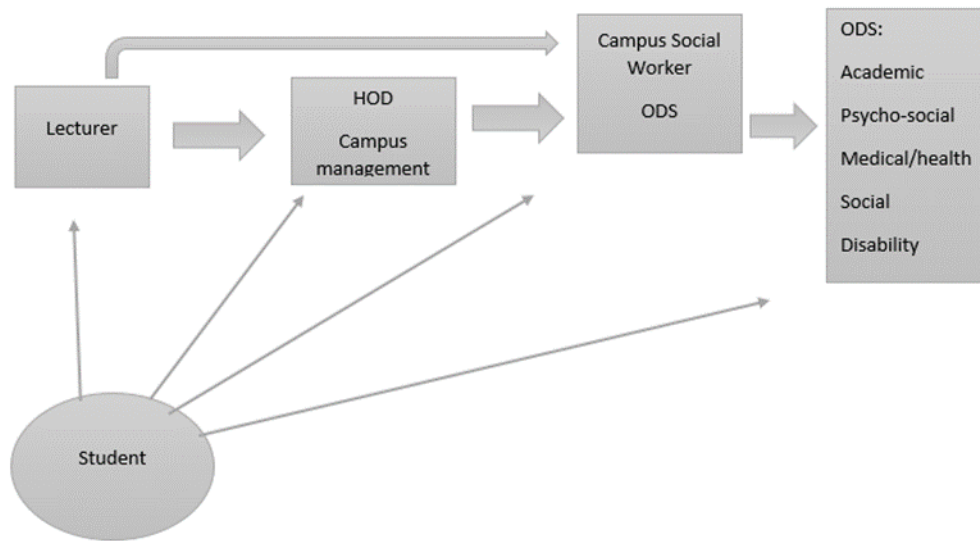 Lecturer
HOD
Campus
management
Campus Social
Worker
ODS
ODS:
Academic
Psycho-social
Medical/health
Social
Disability
Student